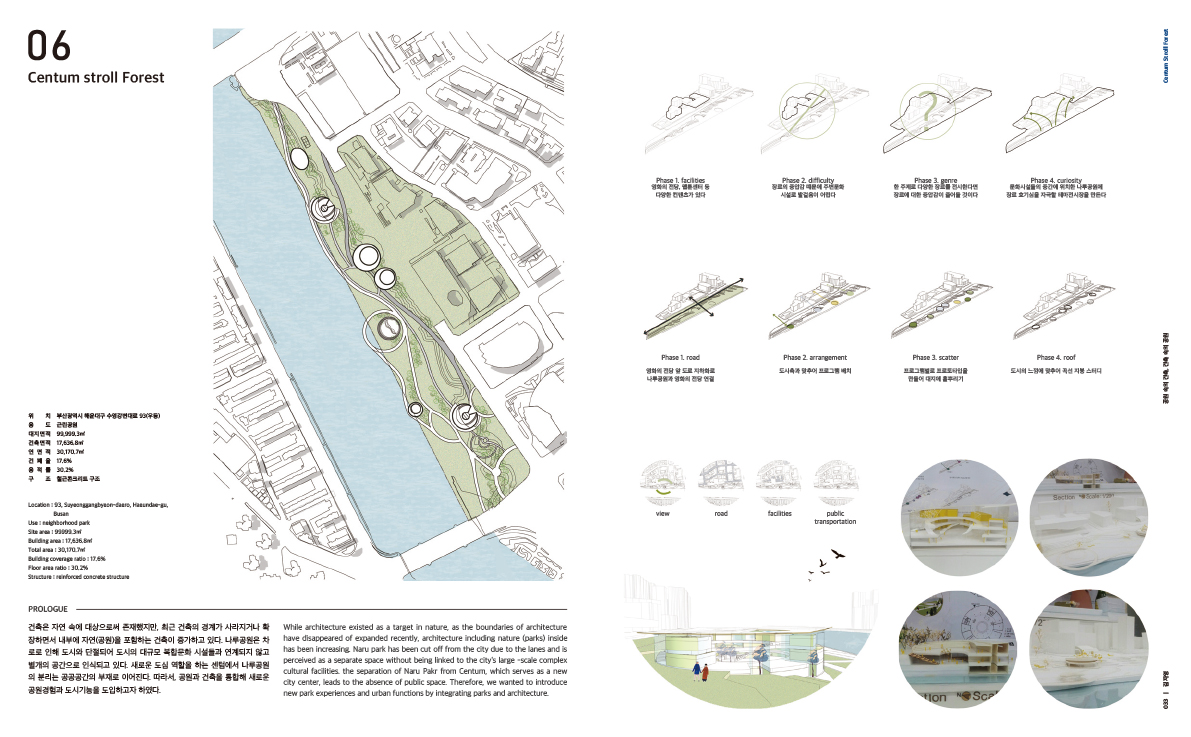 06
Centum stroll Forest
위 치 부산광역시 해운대구 수영강변대로 93(우동)
용 도 근린공원
대지면적 99,999.3㎡
건축면적 17,636.8㎡
연 면 적 30,170.7㎡
건 폐 율 17.6%
용 적 률 30.2%
구 조 철근콘크리트 구조
Location : 93, Suyeonggangbyeon-daero, Haeundae-gu,
Busan
Use : neighborhood park
Site area : 99999.3㎡
Building area : 17,636.8㎡
Total area : 30,170.7㎡
Building coverage ratio : 17.6%
Floor area ratio : 30.2%
Structure : reinforced concrete structure
PROLOGUE
건축은 자연 속에 대상으로써 존재했지만, 최근 건축의 경계가 사라지거나 확
장하면서 내부에 자연(공원)을 포함하는 건축이 증가하고 있다. 나루공원은 차
로로 인해 도시와 단절되어 도시의 대규모 복합문화 시설들과 연계되지 않고
별개의 공간으로 인식되고 있다. 새로운 도심 역할을 하는 센텀에서 나루공원
의 분리는 공공공간의 부재로 이어진다. 따라서, 공원과 건축을 통합해 새로운
공원경험과 도시기능을 도입하고자 하였다.
While architecture existed as a target in nature, as the boundaries of architecture
have disappeared of expanded recently, architecture including nature (parks) inside
has been increasing. Naru park has been cut off from the city due to the lanes and is
perceived as a separate space without being linked to the city's large -scale complex
cultural facilities. the separation of Naru Pakr from Centum, which serves as a new
city center, leads to the absence of public space. Therefore, we wanted to introduce
new park experiences and urban functions by integrating parks and architecture.
Phase 1. facilities
영화의 전당, 벡룸센터 등
다양한 컨텐츠가 있다
Phase 2. difficulty
장르의 중압감 때문에 주변문화
시설로 발걸음이 어렵다
Phase 3. genre
한 주제로 다양한 장르를 전시한다면
장르에 대한 중압감이 줄어들 것이다
Phase 4. curiosity
문화시설들의 중간에 위치한 나루공원에
장르 호기심을 자극할 테마전시장을 만든다
Phase 1. road
영화의 전당 앞 도로 지하화로
나루공원과 영화의 전당 연결
Phase 2. arrangement
도시축과 맞추어 프로그램 배치
Phase 3. scatter
프로그램별로 프로토타입을
만들어 대지에 흩뿌리기
Phase 4. roof
도시의 느낌에 맞추어 곡선 지붕 스터디
view
road
facilities
public
transportation
Section
Scale
ction
Scal
Centum Stroll Forest
공원 속의 건축, 건축 속의 공원
033 | 김차영